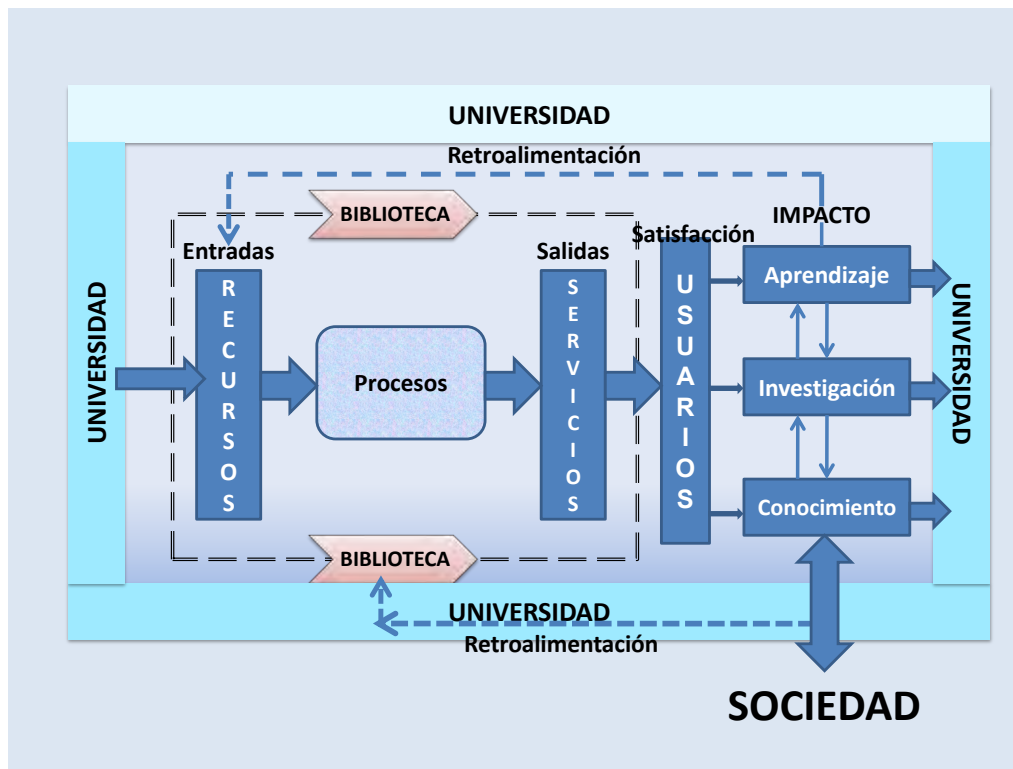 UNIVERSIDAD
Retroalimentación
BIBLIOTECA
IMPACTO
Satisfacción
Entradas
Salidas
UNIVERSIDAD
RECURSOS
Procesos
SERVICIOS
USUARIOS
Aprendizaje
Investigación
Conocimiento
UNIVERSIDAD
BIBLIOTECA
UNIVERSIDAD
Retroalimentación
SOCIEDAD